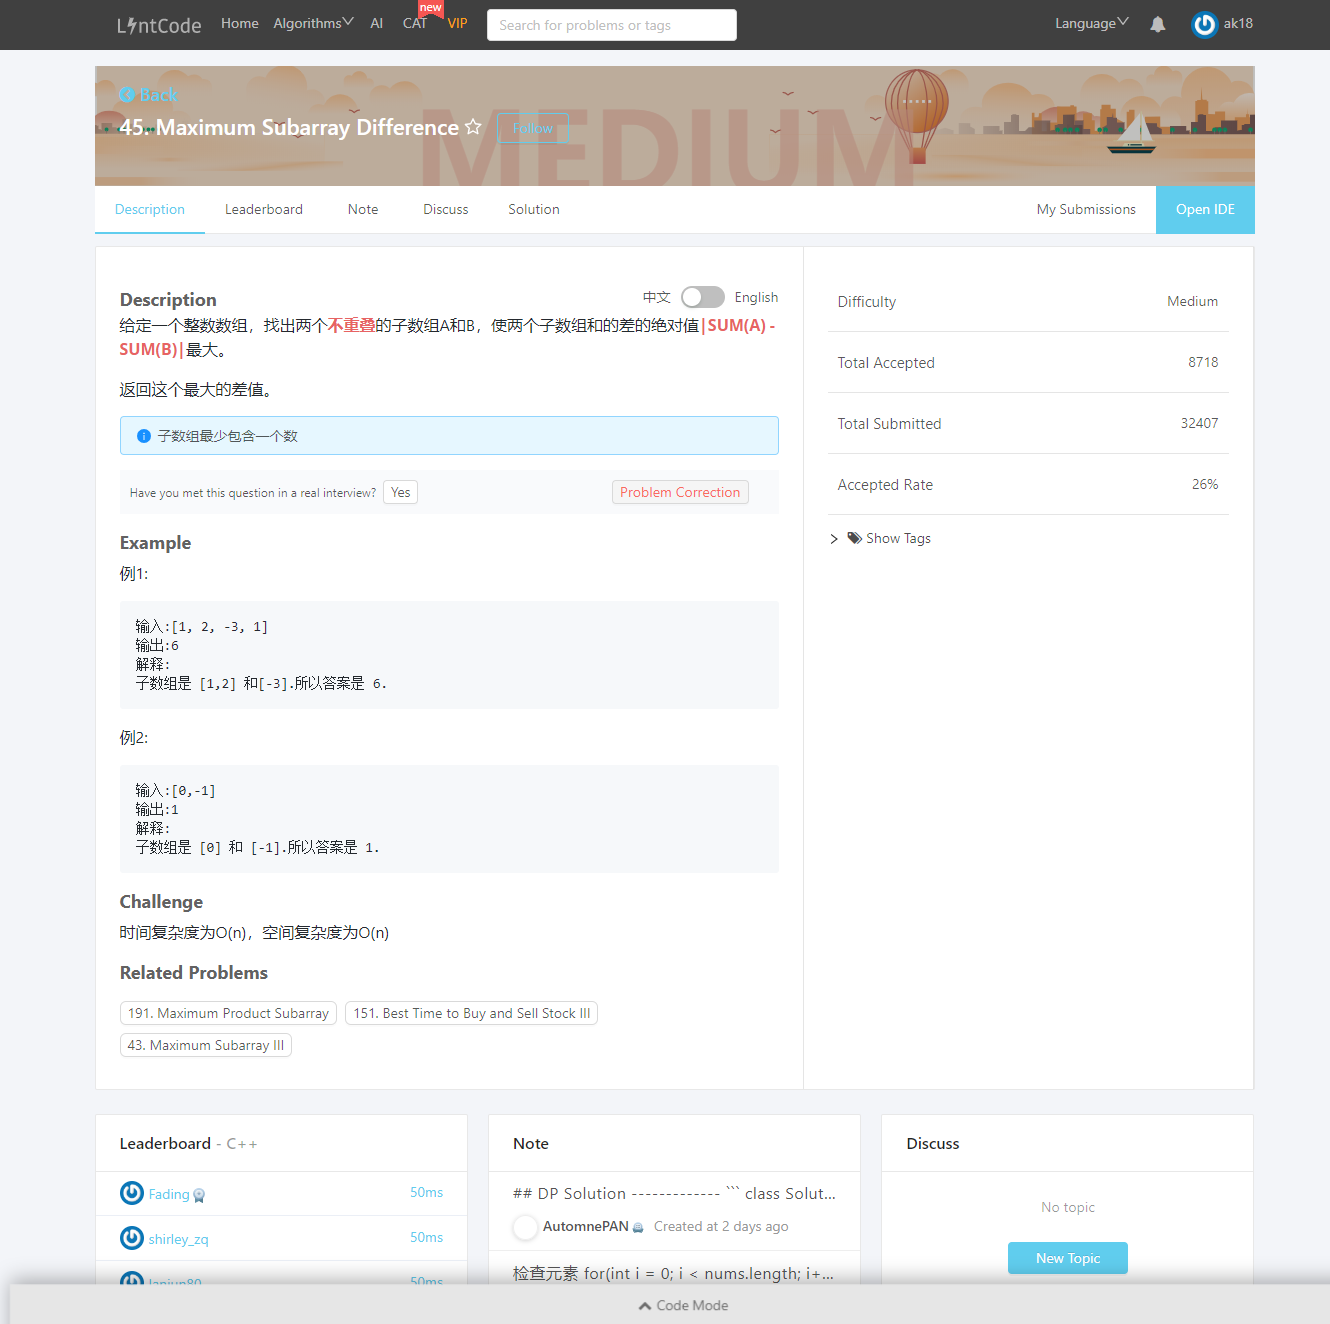 LintCode
Home
Algorithms
AI
CAT
new
VIP
Search for problems or tags
Language
ak18
Back
MEDIUM
45. Maximum Subarray Difference
Follow
Description
Leaderboard
Note
Discuss
Solution
My Submissions
Open IDE
Description
中文
English
给定一个整数数组，找出两个不重叠的子数组A和B，使两个子数组和的差的绝对值|SUM(A) -
SUM(B)|最大。
返回这个最大的差值。
子数组最少包含一个数
Have you met this question in a real interview?
Yes
Problem Correction
Example
例1:
输入:[1, 2, -3, 1]
输出:6
解释:
子数组是 [1,2] 和[-3].所以答案是 6.
例2:
输入:[0,-1]
输出:1
解释:
子数组是 [0] 和 [-1].所以答案是 1.
Challenge
时间复杂度为O(n)，空间复杂度为O(n)
Related Problems
191. Maximum Product Subarray
151. Best Time to Buy and Sell Stock III
43. Maximum Subarray III
Difficulty
Medium
Total Accepted
8718
Total Submitted
32407
Accepted Rate
26%
Show Tags
Leaderboard - C++
Fading
50ms
shirley_zq
50ms
lanjun80
50ms
Note
## DP Solution ------------- ``` class Solut...
AutomnePAN
Created at 2 days ago
检查元素 for(int i = 0; i < nums.length; i+...
Discuss
No topic
New Topic
Code Mode